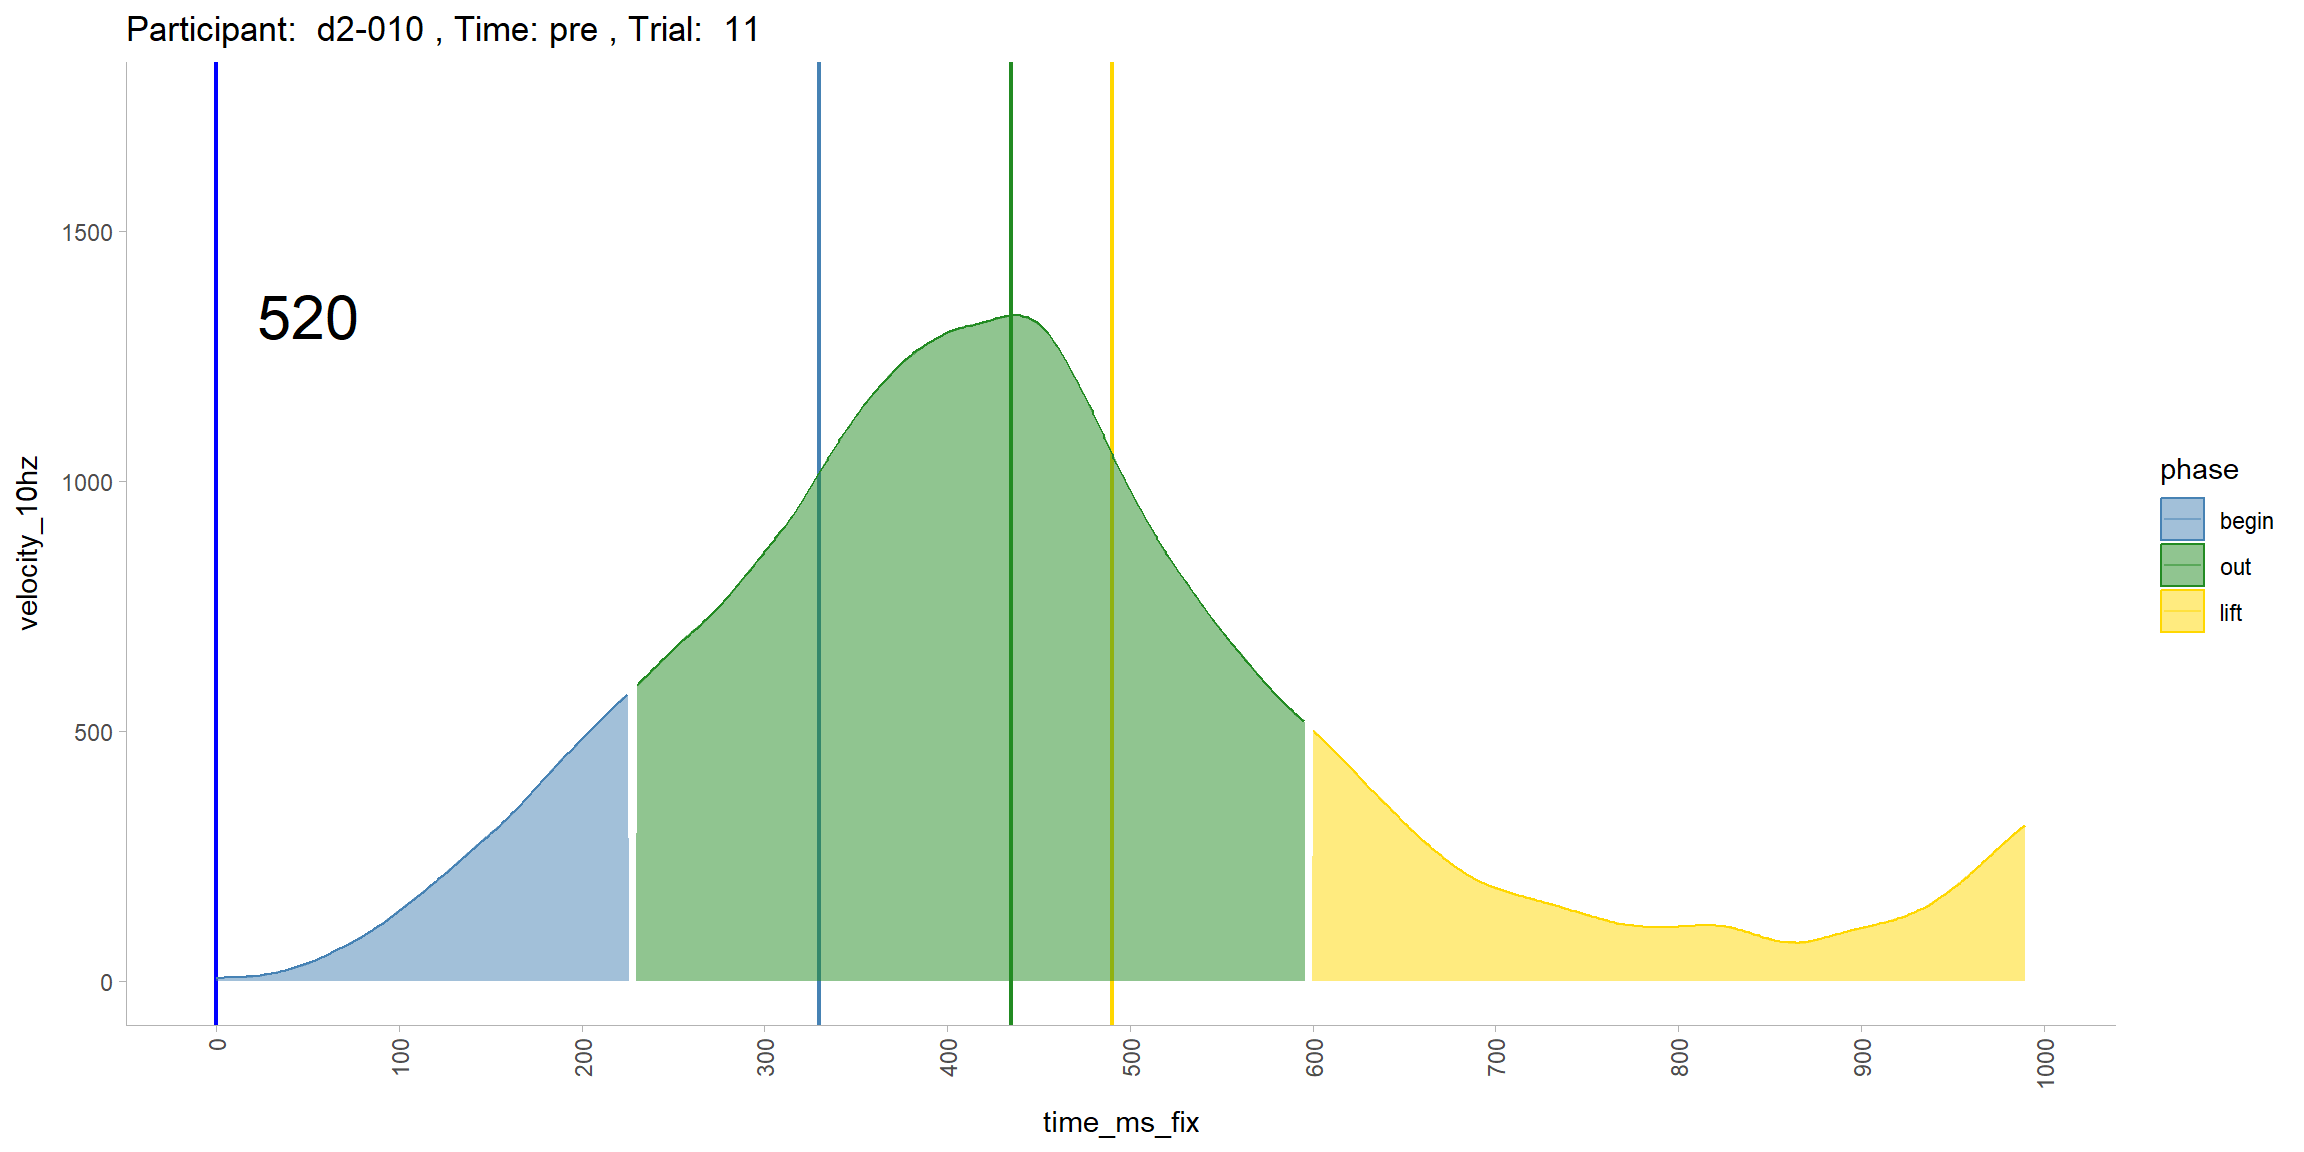 Participant:  d2-010 , Time: pre , Trial:  11
520
velocity_10hz
1500
1000
500
0
0
100
200
300
400
500
600
700
800
900
1000
time_ms_fix
phase
begin
out
lift